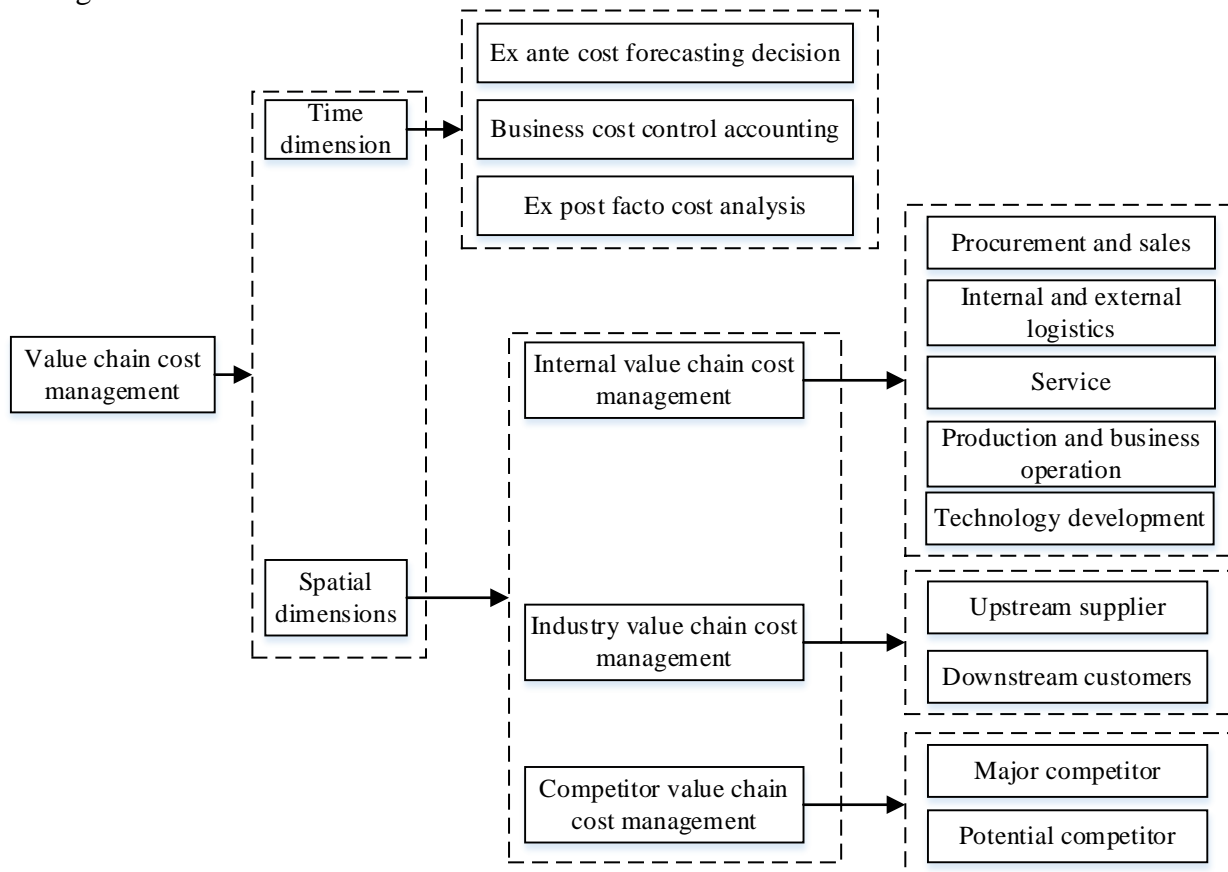 Ex ante cost forecasting decision
Time
dimension
Business cost control accounting
Ex post facto cost analysis
Procurement and sales
Internal and external
logistics
Value chain cost
management
Internal value chain cost
management
Service
Production and business
operation
Technology development
Spatial
dimensions
Industry value chain cost
management
Upstream supplier
Downstream customers
Competitor value chain
cost management
Major competitor
Potential competitor